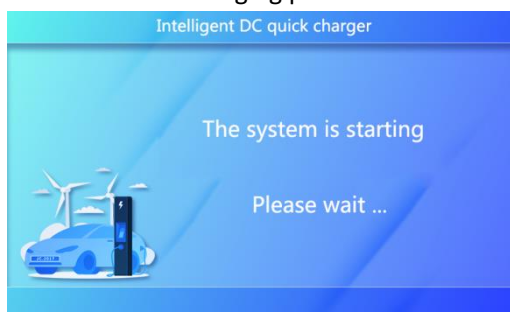 Intelligent DC quick charger
The system is starting
Please wait ...